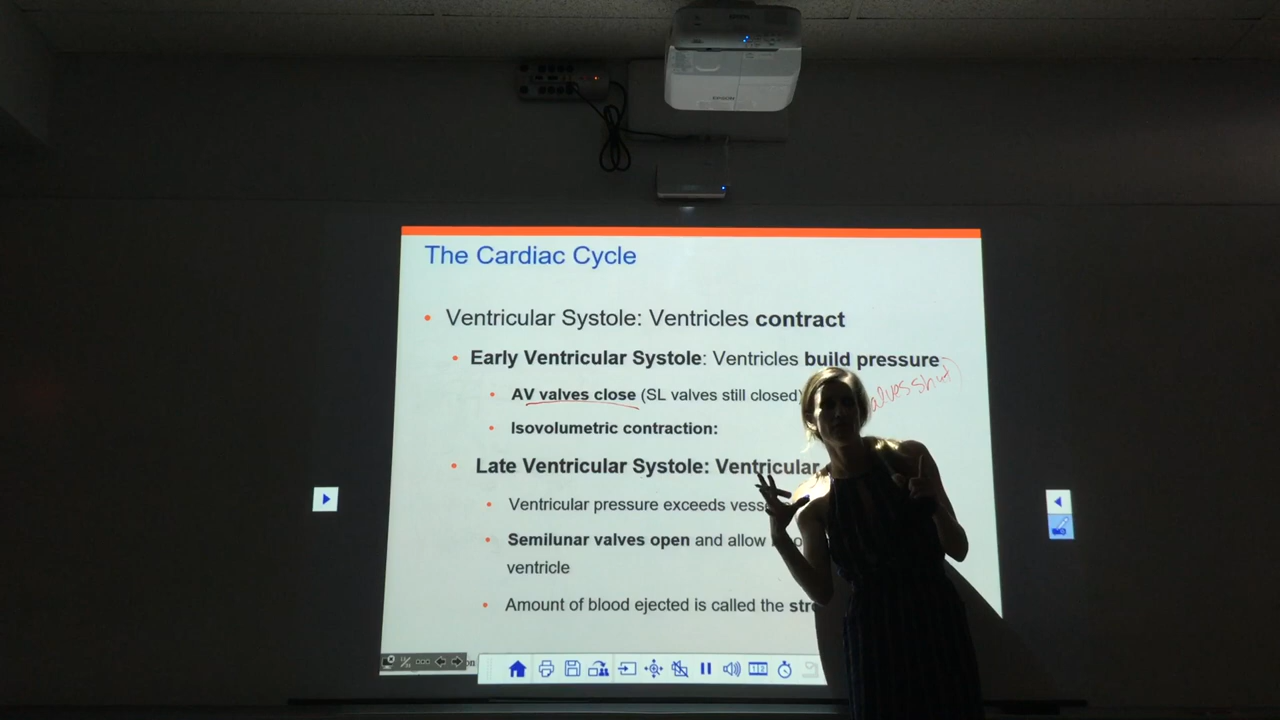 The Cardiac Cycle
• Ventricular Systole: Ventricles contract
• Early Ventricular Systole: Ventricles build pressure
• AV valves close (SL valves still closed)
valves shut)
• Isovolumetric contraction:
• Late Ventricular Systole: Ventricular
• Ventricular pressure exceeds
• Semilunar valves open and allow
ventricle
• Amount of blood ejected is called the